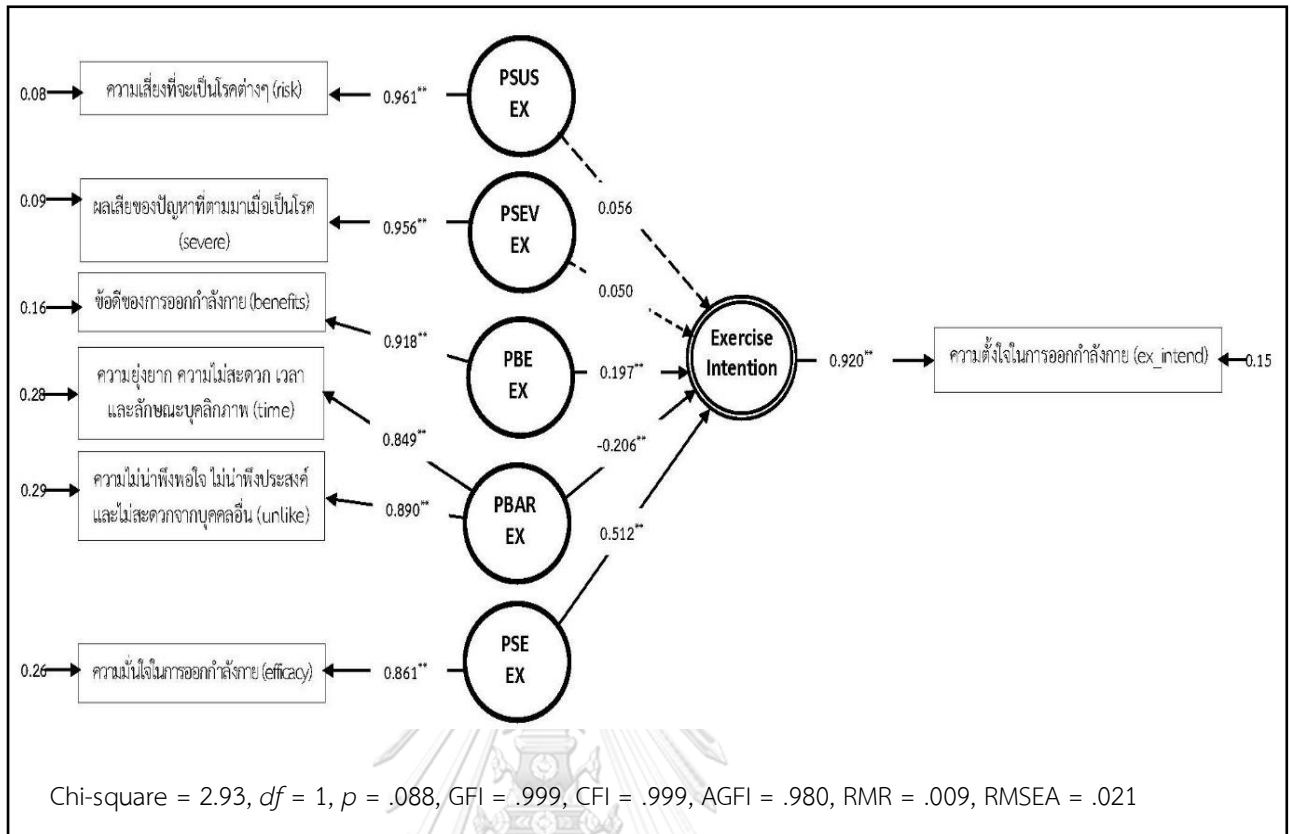 0.08
ความเสี่ยงที่จะเป็นโรคต่างๆ (risk)
0.961**
PSUS
EX
0.056
0.09
ผลเสียของปัญหาที่ตามมาเมื่อเป็นโรค
(severe)
0.956**
PSEV
EX
0.050
0.16
ข้อดีของการออกกำลังกาย (benefits)
0.918**
PBE
EX
0.197**
Exercise
Intention
0.920**
ความตั้งใจในการออกกำลังกาย (ex_intend)
0.15
0.28
ความยุ่งยาก ความไม่สะดวก เวลา
และลักษณะบุคลิกภาพ (time)
0.849**
0.29
ความไม่น่าพึงพอใจ ไม่น่าพึงประสงค์
และไม่สะดวกจากบุคคลอื่น (unlike)
0.890**
PBAR
EX
-0.206**
0.512**
0.26
ความมั่นใจในการออกกำลังกาย (efficacy)
0.861**
PSE
EX
Chi-square = 2.93, df = 1, p = .088, GFI = .999, CFI = .999, AGFI = .980, RMR = .009, RMSEA = .021